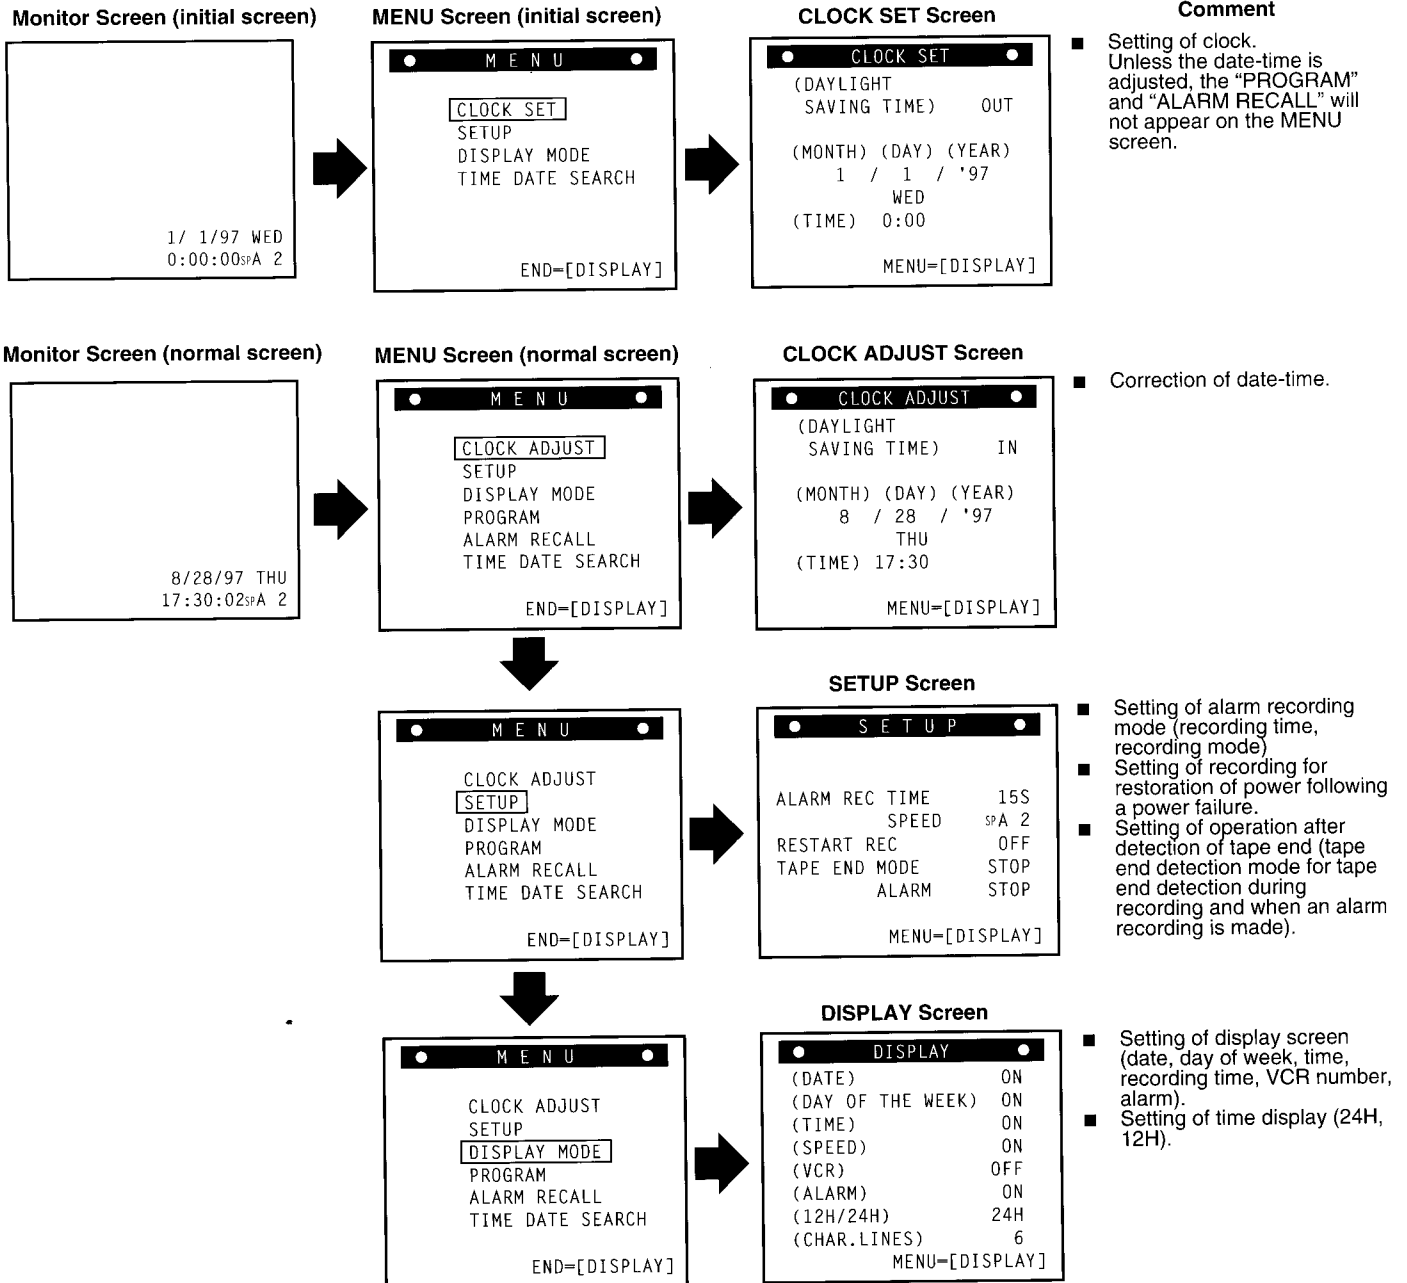 Monitor Screen (initial screen)
1/ 1/97 WED
0:00:00SPA 2
MENU Screen (initial screen)
M E N U
CLOCK SET
SETUP
DISPLAY MODE
TIME DATE SEARCH
END=[DISPLAY]
CLOCK SET Screen
CLOCK SET
(DAYLIGHT
SAVING TIME) OUT
(MONTH) (DAY) (YEAR)
1 / 1 / '97
WED
(TIME) 0:00
MENU=[DISPLAY]
Comment
■ Setting of clock.
Unless the date-time is
adjusted, the “PROGRAM”
and “ALARM RECALL” will
not appear on the MENU
screen.
Monitor Screen (normal screen)
8/28/97 THU
17:30:02SPA 2
MENU Screen (normal screen)
M E N U
CLOCK ADJUST
SETUP
DISPLAY MODE
PROGRAM
ALARM RECALL
TIME DATE SEARCH
END=[DISPLAY]
CLOCK ADJUST Screen
CLOCK ADJUST
(DAYLIGHT
SAVING TIME) IN
(MONTH) (DAY) (YEAR)
8 / 28 / '97
THU
(TIME) 17:30
MENU=[DISPLAY]
■ Correction of date-time.
M E N U
CLOCK ADJUST
SETUP
DISPLAY MODE
PROGRAM
ALARM RECALL
TIME DATE SEARCH
END=[DISPLAY]
SETUP Screen
S E T U P
ALARM REC TIME 15S
SPEED SPA 2
RESTART REC OFF
TAPE END MODE STOP
ALARM STOP
MENU=[DISPLAY]
■ Setting of alarm recording
mode (recording time,
recording mode)
■ Setting of recording for
restoration of power following
a power failure.
■ Setting of operation after
detection of tape end (tape
end detection mode for tape
end detection during
recording and when an alarm
recording is made).
M E N U
CLOCK ADJUST
SETUP
DISPLAY MODE
PROGRAM
ALARM RECALL
TIME DATE SEARCH
END=[DISPLAY]
DISPLAY Screen
DISPLAY
(DATE) ON
(DAY OF THE WEEK) ON
(TIME) ON
(SPEED) ON
(VCR) OFF
(ALARM) ON
(12H/24H) 24H
(CHAR.LINES) 6
MENU=[DISPLAY]
■ Setting of display screen
(date, day of week, time,
recording time, VCR number,
alarm).
■ Setting of time display (24H,
12H).